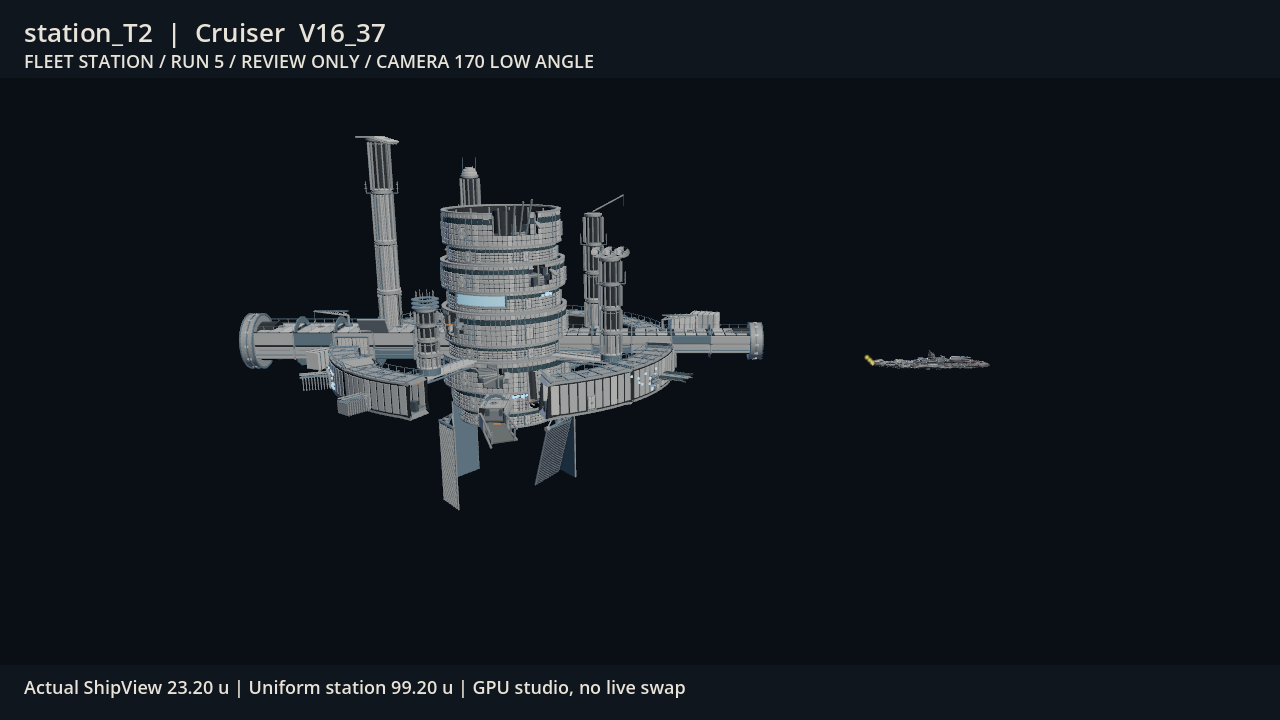 station_T2 | Cruiser V16_37
FLEET STATION / RUN 5 / REVIEW ONLY / CAMERA 170 LOW ANGLE
Actual ShipView 23.20 u | Uniform station 99.20 u | GPU studio, no live swap